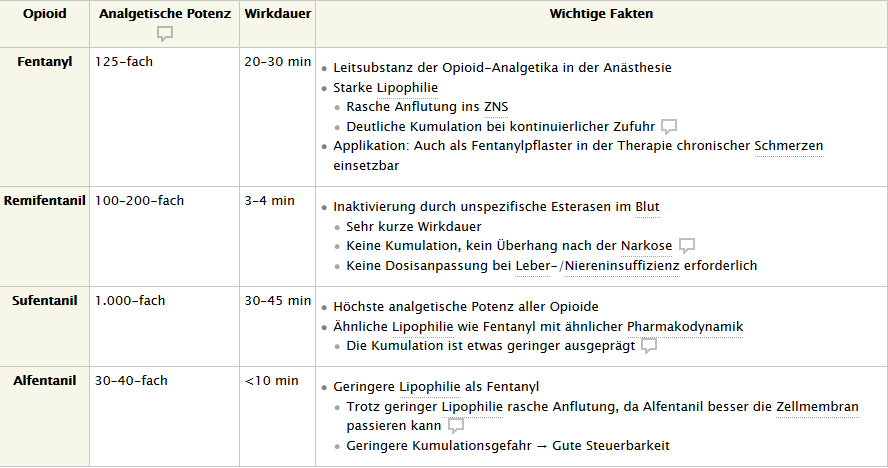 Opioid Analgetische Potenz Wirkdauer Wichtige Fakten
Fentanyl 125-fach 20–30 min
• Leitsubstanz der Opioid-Analgetika in der Anästhesie
• Starke Lipophilie
• Rasche Anflutung ins ZNS
• Deutliche Kumulation bei kontinuierlicher Zufuhr
• Applikation: Auch als Fentanylpflaster in der Therapie chronischer Schmerzen
einsetzbar
Remifentanil 100–200-fach 3–4 min
• Inaktivierung durch unspezifische Esterasen im Blut
• Sehr kurze Wirkdauer
• Keine Kumulation, kein Überhang nach der Narkose
• Keine Dosisanpassung bei Leber-/Niereninsuffizienz erforderlich
Sufentanil 1.000-fach 30–45 min
• Höchste analgetische Potenz aller Opioide
• Ähnliche Lipophilie wie Fentanyl mit ähnlicher Pharmakodynamik
• Die Kumulation ist etwas geringer ausgeprägt
Alfentanil 30–40-fach <10 min
• Geringere Lipophilie als Fentanyl
• Trotz geringer Lipophilie rasche Anflutung, da Alfentanil besser die Zellmembran
passieren kann
• Geringere Kumulationsgefahr → Gute Steuerbarkeit